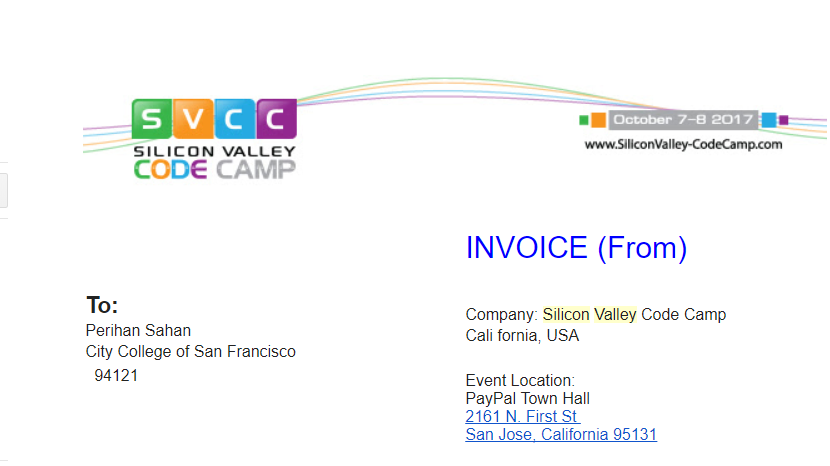 SVCC
SILICON VALLEY
CODE CAMP
October 7-8 2017
www.SiliconValley-CodeCamp.com
INVOICE (From)
To:
Perihan Sahan
City College of San Francisco
94121
Company: Silicon Valley Code Camp
Cali fornia, USA
Event Location:
PayPal Town Hall
2161 N. First St
San Jose, California 95131